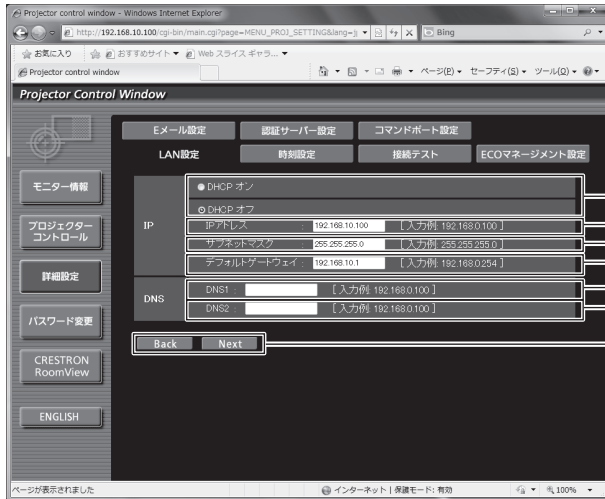 Projector control window - Windows Internet Explorer
http://192.168.10.100/cgi-bin/main.cgi?page=MENU_PROJ_SETTING&lang=
Bing
お気に入り おすすめサイト Web スライス ギャラ...
Projector control window
ページ(P) セーフティ(S) ツール(O)
Projector Control Window
Eメール設定 認証サーバー設定 コマンドポート設定
LAN設定 時刻設定 接続テスト ECOマネージメント設定
モニター情報
プロジェクター
コントロール
詳細設定
パスワード変更
CRESTRON
RoomView
ENGLISH
IP
DHCP オン
DHCP オフ
IPアドレス : 192.168.10.100 [ 入力例: 192.168.0.100 ]
サブネットマスク : 255.255.255.0 [ 入力例: 255.255.255.0 ]
デフォルトゲートウェイ : 192.168.10.1 [ 入力例: 192.168.0.254 ]
DNS
DNS1 : [ 入力例: 192.168.0.100 ]
DNS2 : [ 入力例: 192.168.0.100 ]
Back Next
ページが表示されました インターネット | 保護モード: 有効 100%